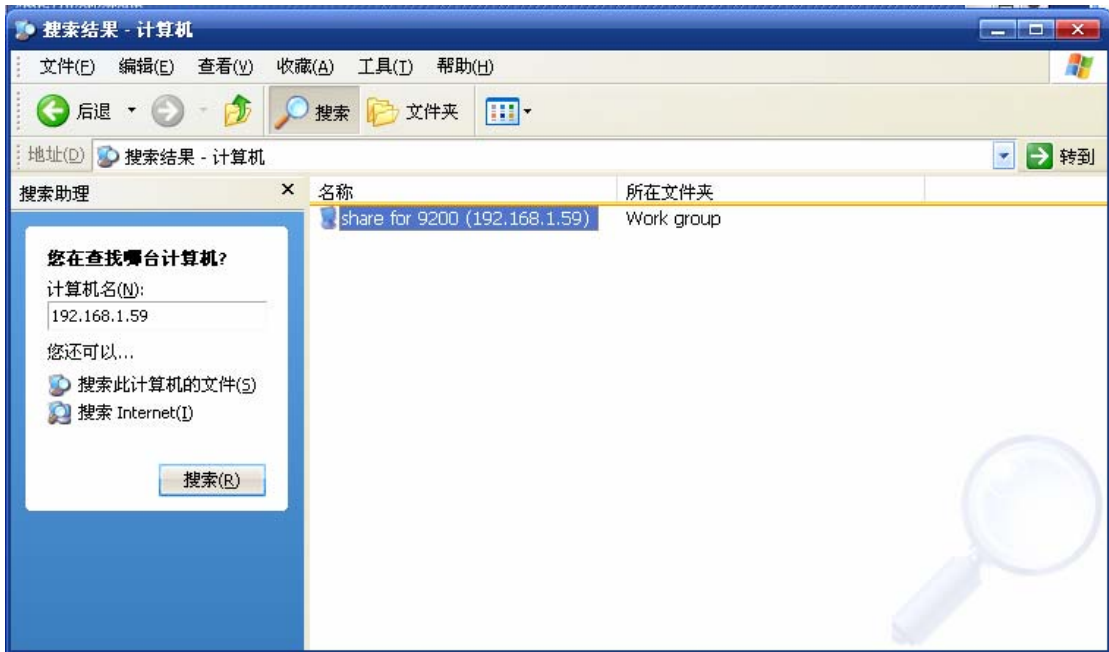 搜索结果 - 计算机
文件(F) 编辑(E) 查看(V) 收藏(A) 工具(T) 帮助(H)
后退 搜索 文件夹
地址(D) 搜索结果 - 计算机 转到
搜索助理
名称 所在文件夹
share for 9200 (192.168.1.59) Work group
您在查找哪台计算机?
计算机名(N):
192.168.1.59
您还可以...
搜索此计算机的文件(S)
搜索 Internet(I)
搜索(R)